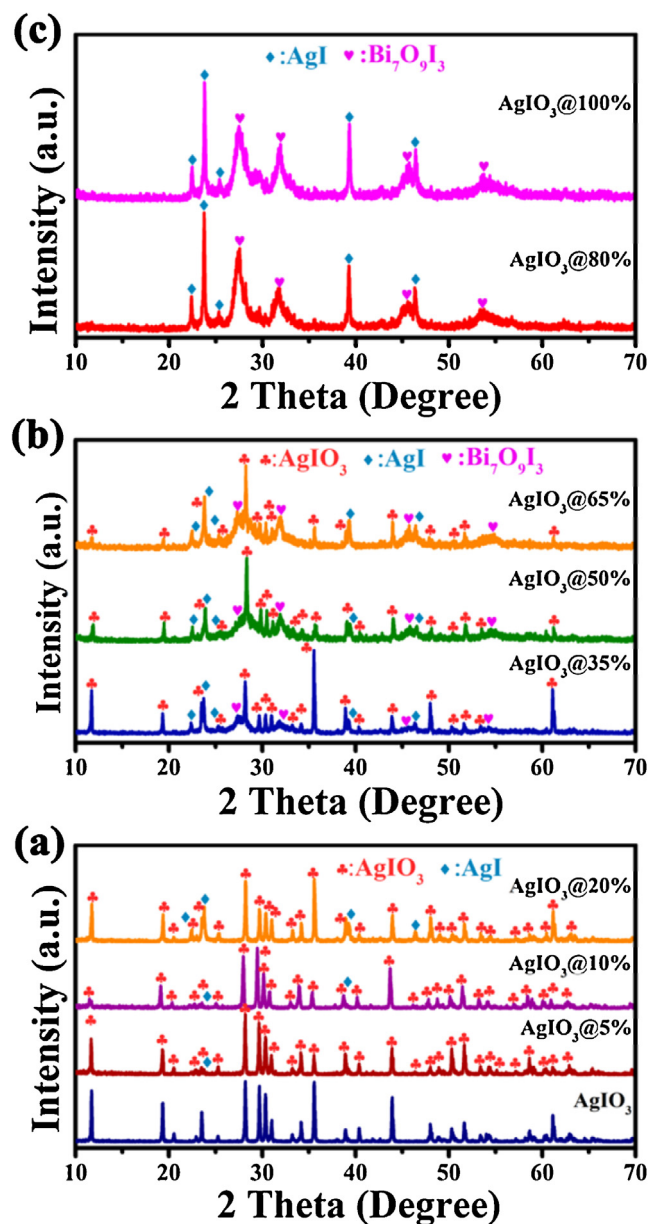 (c)
♦:AgI ♥:Bi₇O₉I₃
AgIO₃@100%
AgIO₃@80%
Intensity (a.u.)
10 20 30 40 50 60 70
2 Theta (Degree)
(b)
♣:AgIO₃ ♦:AgI ♥:Bi₇O₉I₃
AgIO₃@65%
AgIO₃@50%
AgIO₃@35%
Intensity (a.u.)
10 20 30 40 50 60 70
2 Theta (Degree)
(a)
♣:AgIO₃ ♦:AgI
AgIO₃@20%
AgIO₃@10%
AgIO₃@5%
AgIO₃
Intensity (a.u.)
10 20 30 40 50 60 70
2 Theta (Degree)